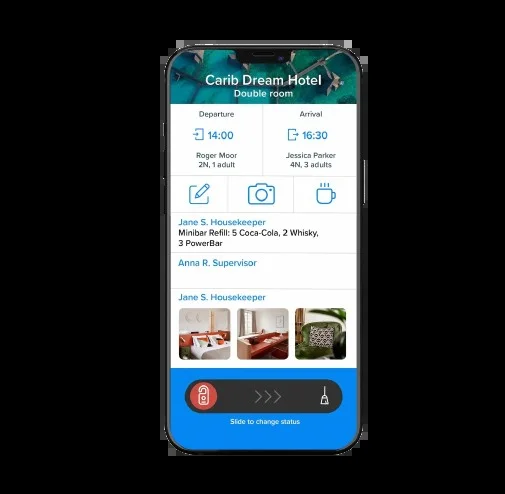 Carib Dream Hotel
Double room
Departure
14:00
Roger Moor
2N, 1 adult
Arrival
16:30
Jessica Parker
4N, 3 adults
Jane S. Housekeeper
Minibar Refill: 5 Coca-Cola, 2 Whisky,
3 PowerBar
Anna R. Supervisor
Jane S. Housekeeper
Slide to change status